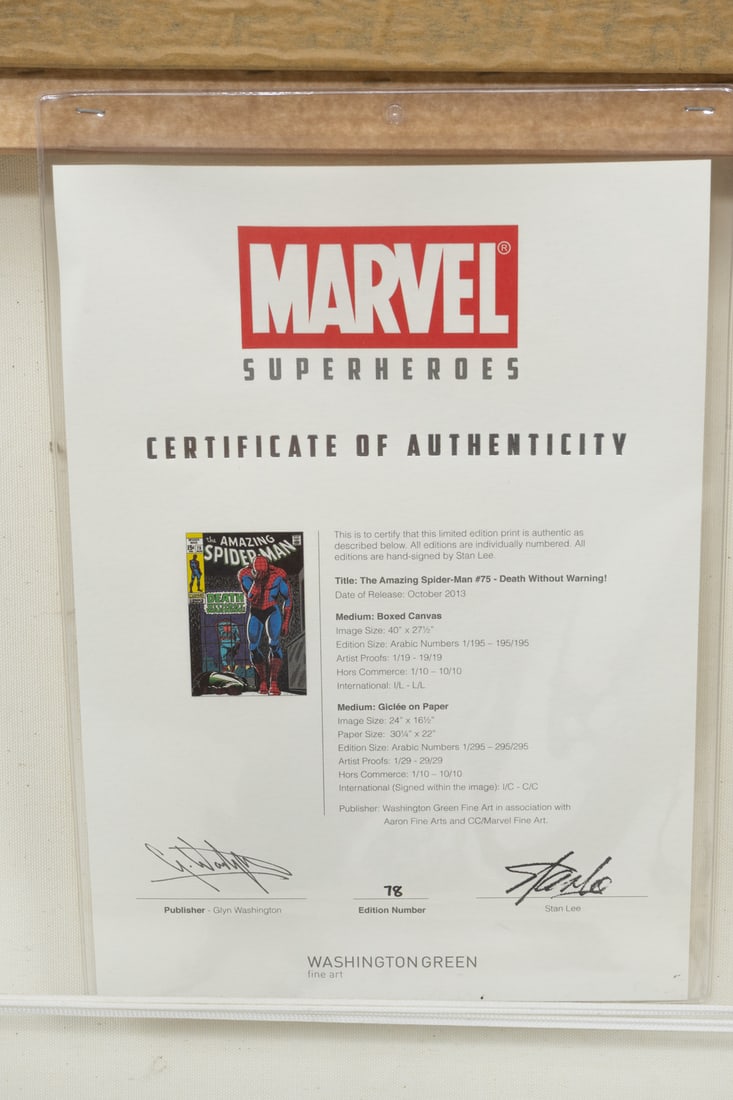 MARVEL®
SUPERHEROES
CERTIFICATE OF AUTHENTICITY
the AMAZING
SPIDER-MAN
DEATH
This is to certify that this limited edition print is authentic as
described below. All editions are individually numbered. All
editions are hand-signed by Stan Lee.
Title: The Amazing Spider-Man #75 - Death Without Warning!
Date of Release: October 2013
Medium: Boxed Canvas
Image Size: 40" x 27½"
Edition Size: Arabic Numbers 1/195 – 195/195
Artist Proofs: 1/19 - 19/19
Hors Commerce: 1/10 – 10/10
International: I/L - L/L
Medium: Giclée on Paper
Image Size: 24" x 16½"
Paper Size: 30¼" x 22"
Edition Size: Arabic Numbers 1/295 – 295/295
Artist Proofs: 1/29 - 29/29
Hors Commerce: 1/10 – 10/10
International (Signed within the image): I/C - C/C
Publisher: Washington Green Fine Art in association with
Aaron Fine Arts and CC/Marvel Fine Art.
78
Stan Lee
Publisher - Glyn Washington
Edition Number
Stan Lee
WASHINGTON GREEN
fine art